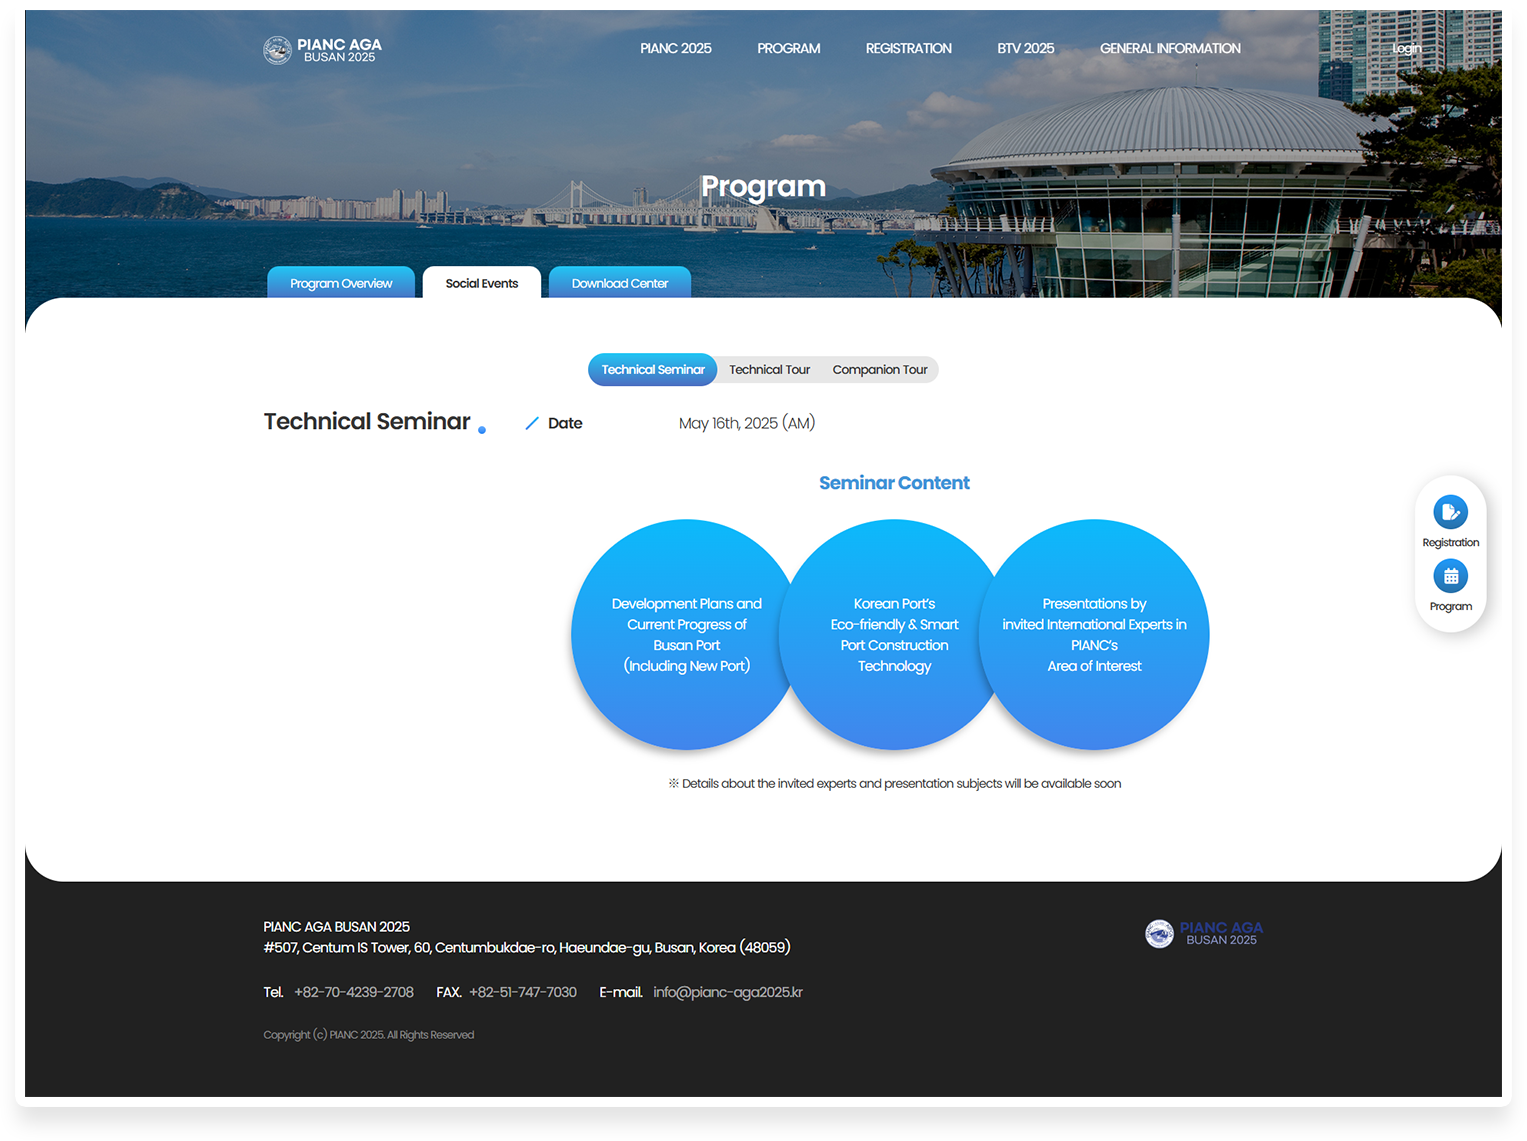 PIANC AGA
BUSAN 2025
PIANC 2025
PROGRAM
REGISTRATION
BTV 2025
GENERAL INFORMATION
Login
Program
Program Overview
Social Events
Download Center
Technical Seminar
Technical Tour
Companion Tour
Technical Seminar
Date
May 16th, 2025 (AM)
Seminar Content
Development Plans and
Current Progress of
Busan Port
(Including New Port)
Korean Port's
Eco-friendly & Smart
Port Construction
Technology
Presentations by
invited International Experts in
PIANC's
Area of Interest
※ Details about the invited experts and presentation subjects will be available soon
Registration
Program
PIANC AGA BUSAN 2025
#507, Centum IS Tower, 60, Centumbukdae-ro, Haeundae-gu, Busan, Korea (48059)
Tel. +82-70-4239-2708 FAX. +82-51-747-7030 E-mail. info@pianc-aga2025.kr
Copyright (c) PIANC 2025. All Rights Reserved
PIANC AGA
BUSAN 2025